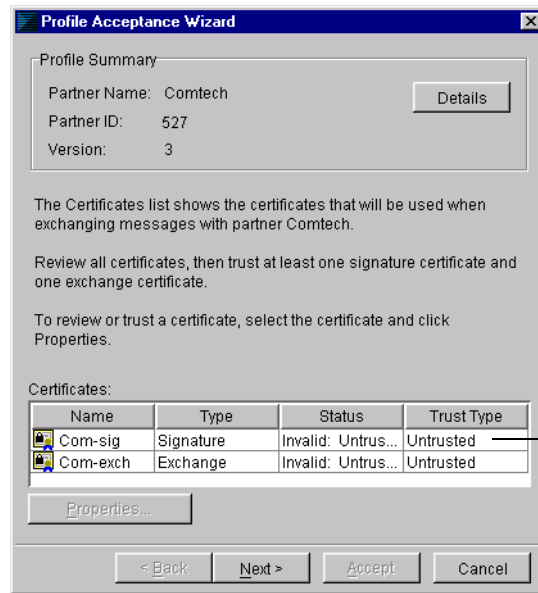 Profile Acceptance Wizard
Profile Summary
Partner Name: Comtech
Details
Partner ID: 527
Version: 3
The Certificates list shows the certificates that will be used when
exchanging messages with partner Comtech.
Review all certificates, then trust at least one signature certificate and
one exchange certificate.
To review or trust a certificate, select the certificate and click
Properties.
Certificates:
Name Type Status Trust Type
Com-sig Signature Invalid: Untrus... Untrusted
Com-exch Exchange Invalid: Untrus... Untrusted
Properties...
< Back Next > Accept Cancel